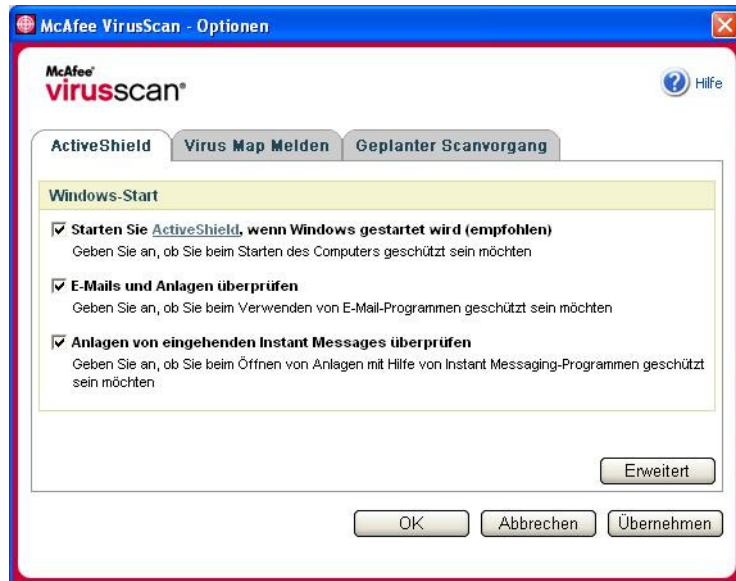 McAfee VirusScan - Optionen
McAfee®
virusscan®
Hilfe
ActiveShield
Virus Map Melden
Geplanter Scanvorgang
Windows-Start
Starten Sie ActiveShield, wenn Windows gestartet wird (empfohlen)
Geben Sie an, ob Sie beim Starten des Computers geschützt sein möchten
E-Mails und Anlagen überprüfen
Geben Sie an, ob Sie beim Verwenden von E-Mail-Programmen geschützt sein möchten
Anlagen von eingehenden Instant Messages überprüfen
Geben Sie an, ob Sie beim Öffnen von Anlagen mit Hilfe von Instant Messaging-Programmen geschützt
sein möchten
Erweitert
OK
Abbrechen
Übernehmen